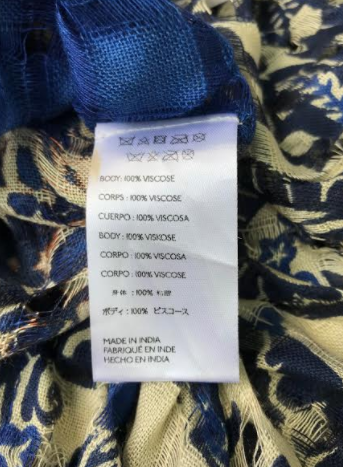 BODY: 100% VISCOSE
CORPS : 100% VISCOSE
CUERPO : 100% VISCOSA
BODY: 100% VISKOSE
CORPO : 100% VISCOSA
CORPO : 100% VISCOSE
身体 : 100%
ボディ : 100% ビスコース
MADE IN INDIA
FABRIQUÉ EN INDE
HECHO EN INDIA